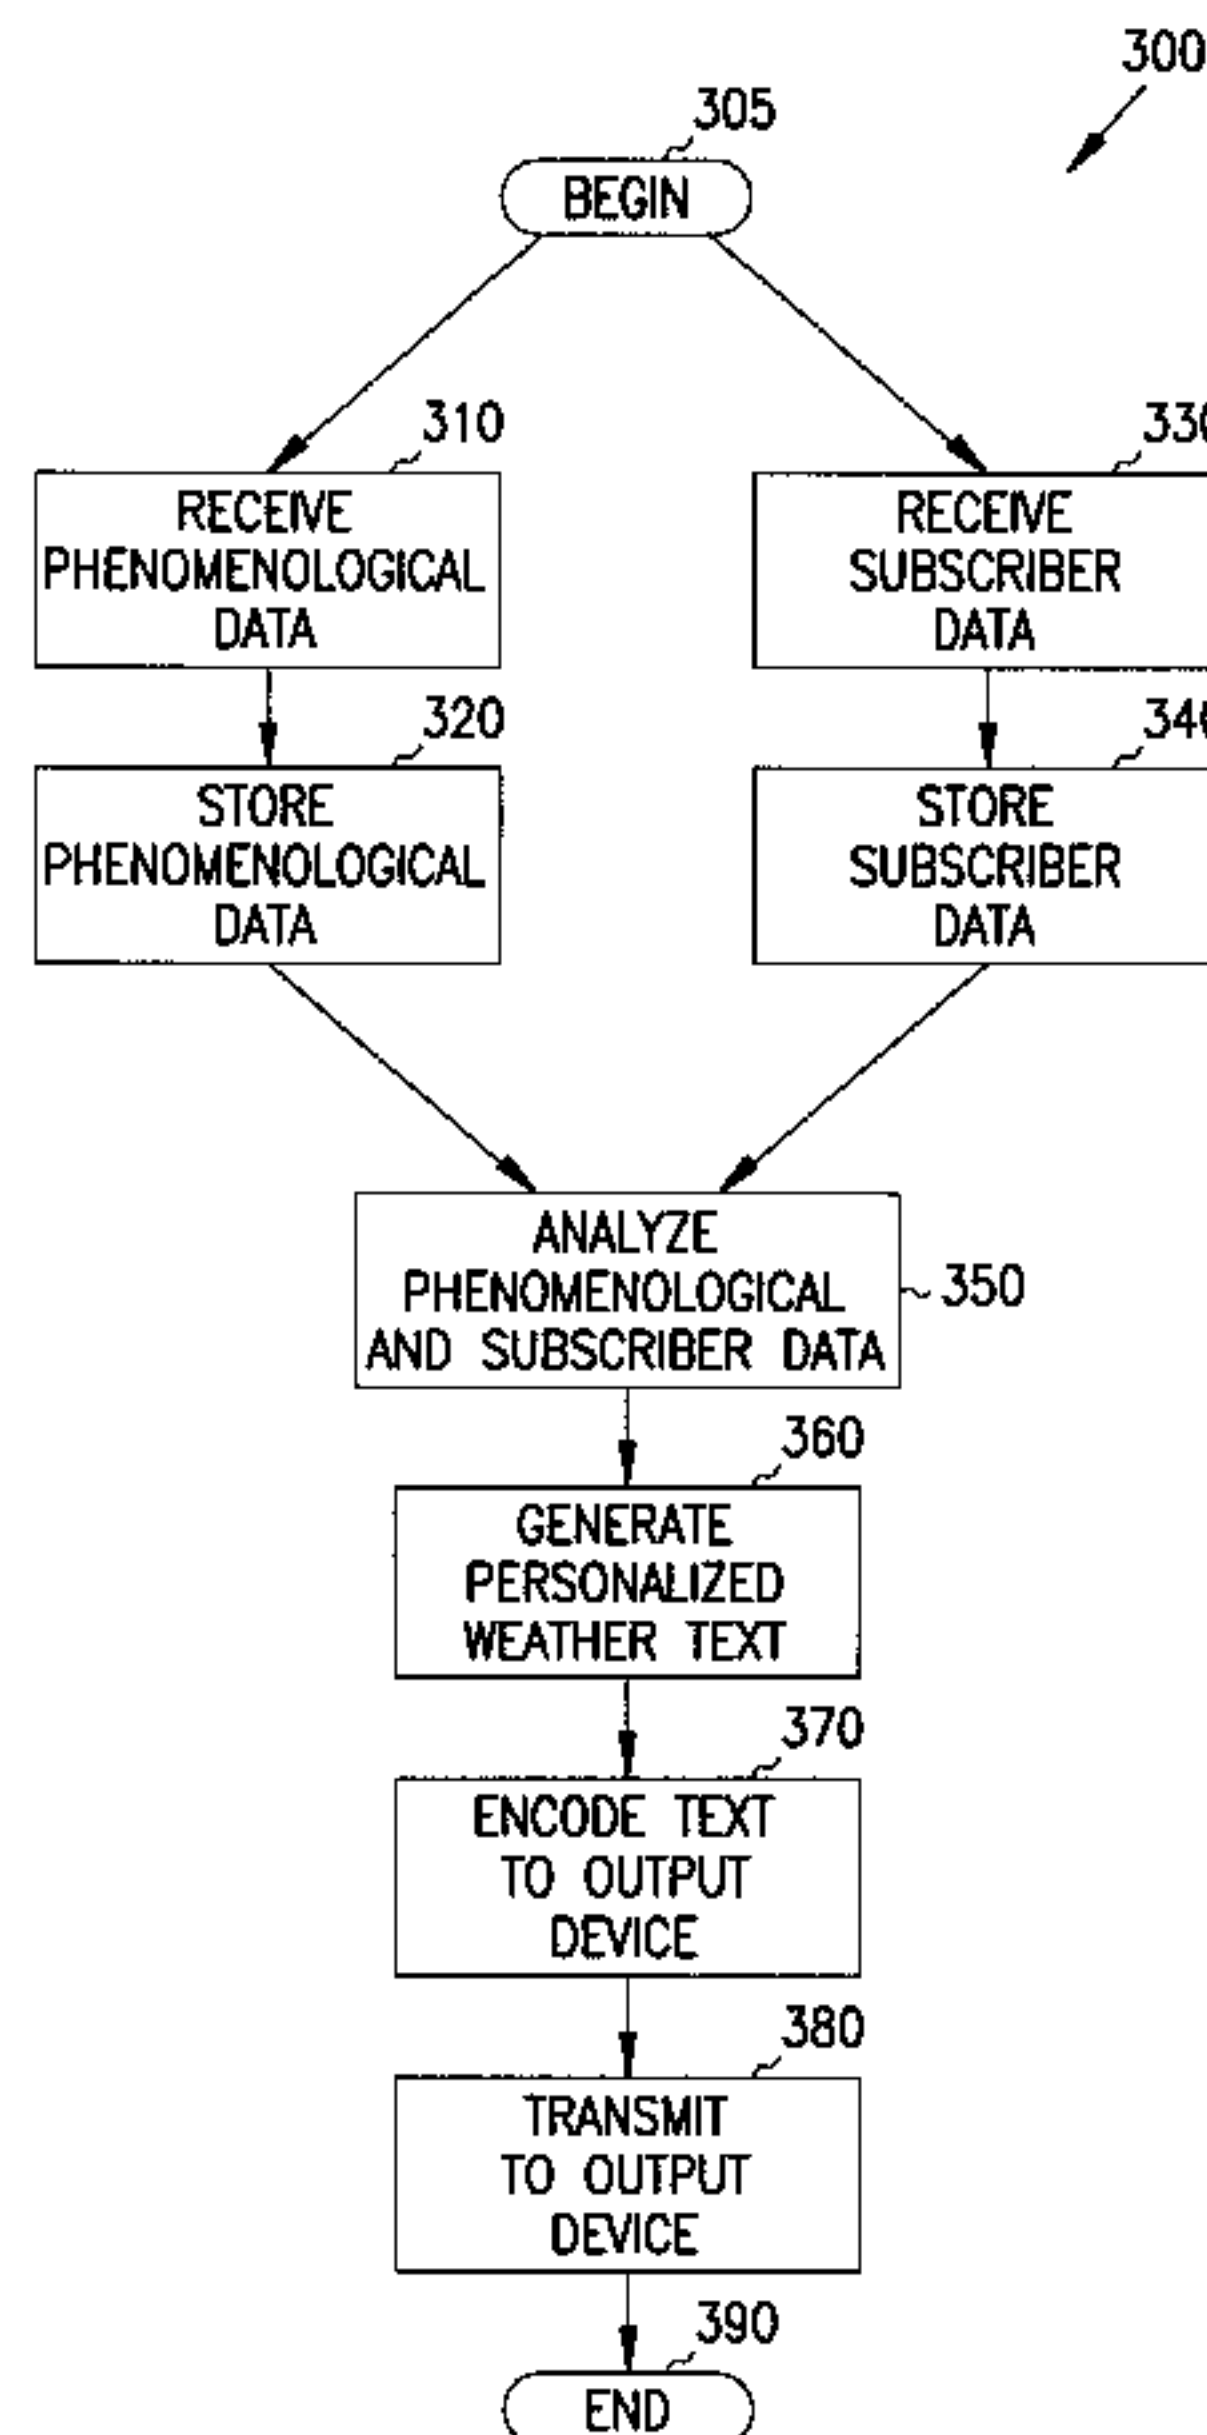 300
305
BEGIN
310
RECEIVE
PHENOMENOLOGICAL
DATA
330
RECEIVE
SUBSCRIBER
DATA
320
STORE
PHENOMENOLOGICAL
DATA
340
STORE
SUBSCRIBER
DATA
ANALYZE
PHENOMENOLOGICAL
AND SUBSCRIBER DATA
350
360
GENERATE
PERSONALIZED
WEATHER TEXT
370
ENCODE TEXT
TO OUTPUT
DEVICE
380
TRANSMIT
TO OUTPUT
DEVICE
390
END